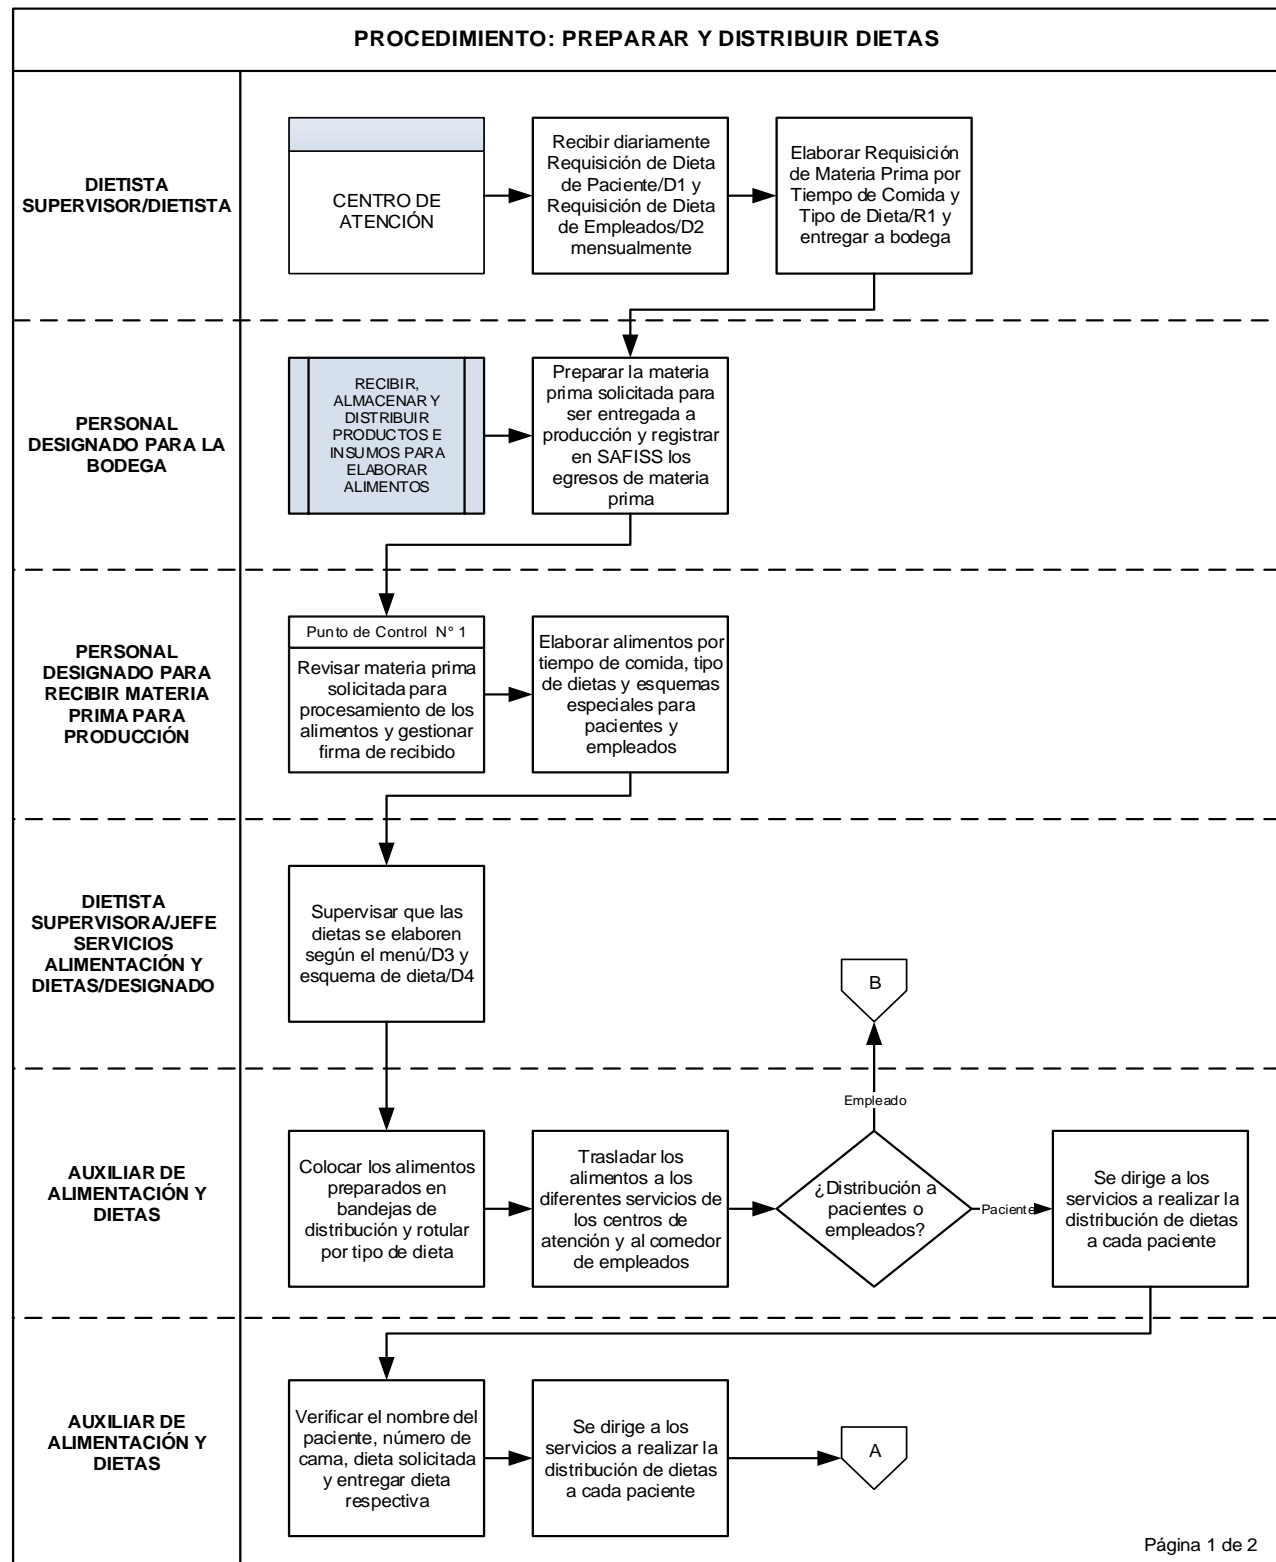 PROCEDIMIENTO: PREPARAR Y DISTRIBUIR DIETAS
DIETISTA
SUPERVISOR/DIETISTA
CENTRO DE
ATENCIÓN
Recibir diariamente
Requisición de Dieta
de Paciente/D1 y
Requisición de Dieta
de Empleados/D2
mensualmente
Elaborar Requisición
de Materia Prima por
Tiempo de Comida y
Tipo de Dieta/R1 y
entregar a bodega
PERSONAL
DESIGNADO PARA LA
BODEGA
RECIBIR,
ALMACENAR Y
DISTRIBUIR
PRODUCTOS E
INSUMOS PARA
ELABORAR
ALIMENTOS
Preparar la materia
prima solicitada para
ser entregada a
producción y registrar
en SAFISS los
egresos de materia
prima
PERSONAL
DESIGNADO PARA
RECIBIR MATERIA
PRIMA PARA
PRODUCCIÓN
Punto de Control N° 1
Revisar materia prima
solicitada para
procesamiento de los
alimentos y gestionar
firma de recibido
Elaborar alimentos por
tiempo de comida, tipo
de dietas y esquemas
especiales para
pacientes y
empleados
DIETISTA
SUPERVISORA/JEFE
SERVICIOS
ALIMENTACIÓN Y
DIETAS/DESIGNADO
Supervisar que las
dietas se elaboren
según el menú/D3 y
esquema de dieta/D4
B
Empleado
AUXILIAR DE
ALIMENTACIÓN Y
DIETAS
Colocar los alimentos
preparados en
bandejas de
distribución y rotular
por tipo de dieta
Trasladar los
alimentos a los
diferentes servicios de
los centros de
atención y al comedor
de empleados
¿Distribución a
pacientes o
empleados?
Paciente
Se dirige a los
servicios a realizar la
distribución de dietas
a cada paciente
AUXILIAR DE
ALIMENTACIÓN Y
DIETAS
Verificar el nombre del
paciente, número de
cama, dieta solicitada
y entregar dieta
respectiva
Se dirige a los
servicios a realizar la
distribución de dietas
a cada paciente
A
Página 1 de 2